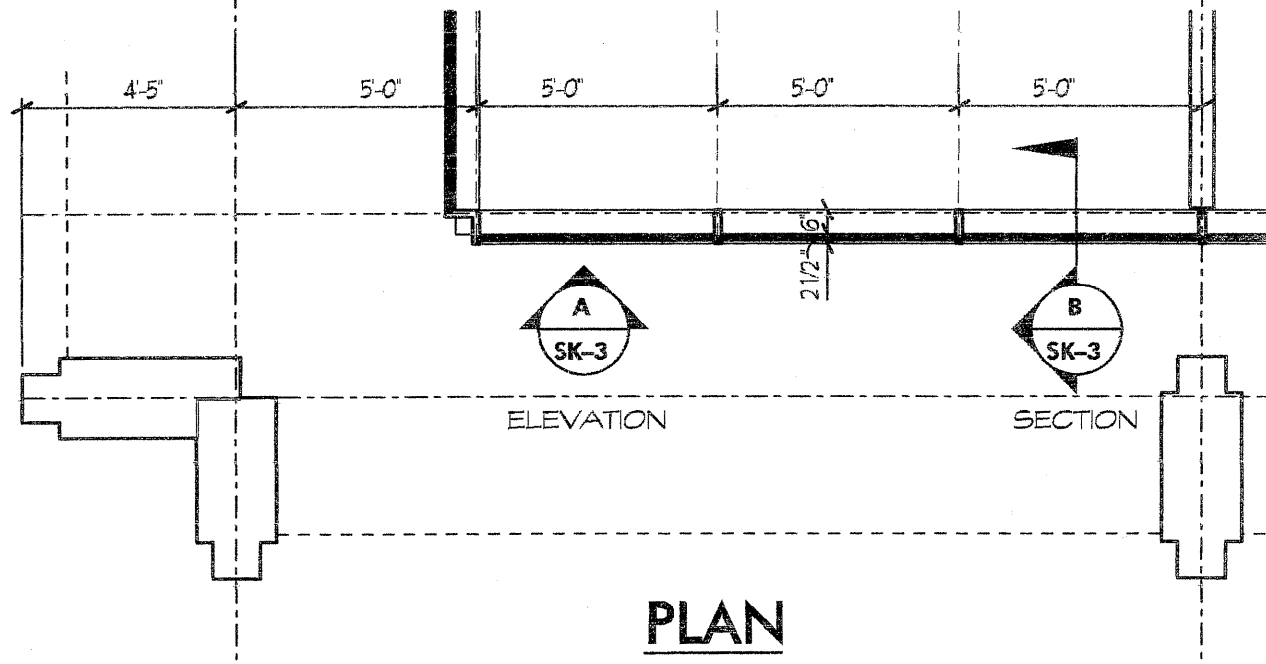 4'-5"
5'-0"
5'-0"
5'-0"
5'-0"
2 1/2"
6"
A
SK-3
B
SK-3
ELEVATION
SECTION
PLAN